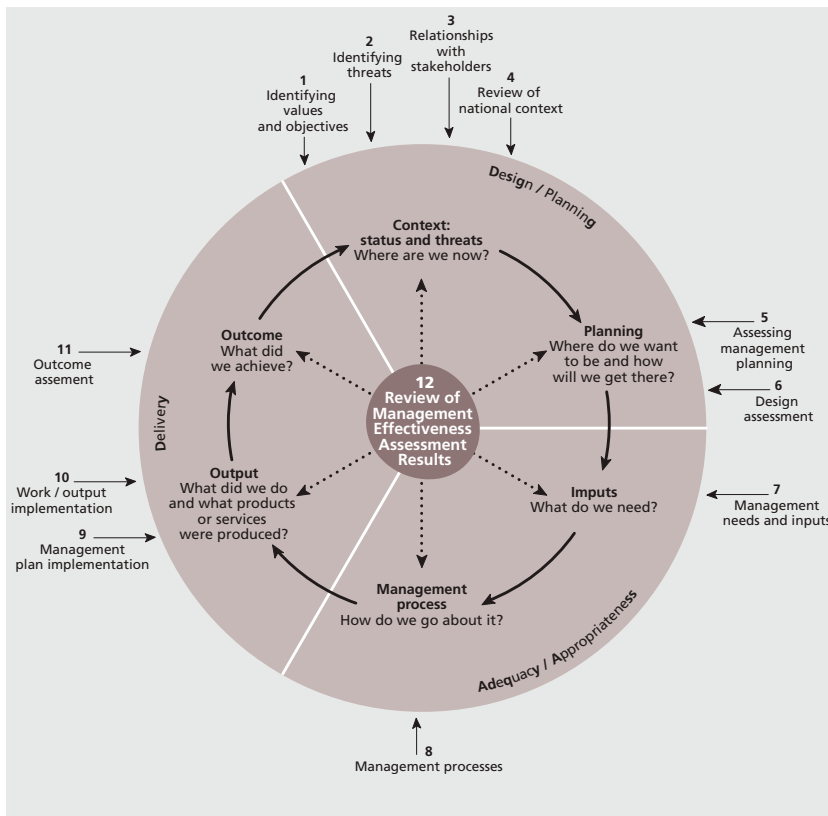 1
Identifying
values
and objectives
2
Identifying
threats
3
Relationships
with
stakeholders
4
Review of
national context
Design / Planning
Context:
status and threats
Where are we now?
Planning
Where do we want
to be and how
will we get there?
5
Assessing
management
planning
6
Design
assessment
Outcome
What did
we achieve?
11
Outcome
assement
Delivery
12
Review of
Management
Effectiveness
Assessment
Results
Output
What did we do
and what products
or services
were produced?
10
Work / output
implementation
9
Management
plan implementation
Imputs
What do we need?
7
Management
needs and inputs
Management
process
How do we go about it?
Adequacy / Appropriateness
8
Management processes